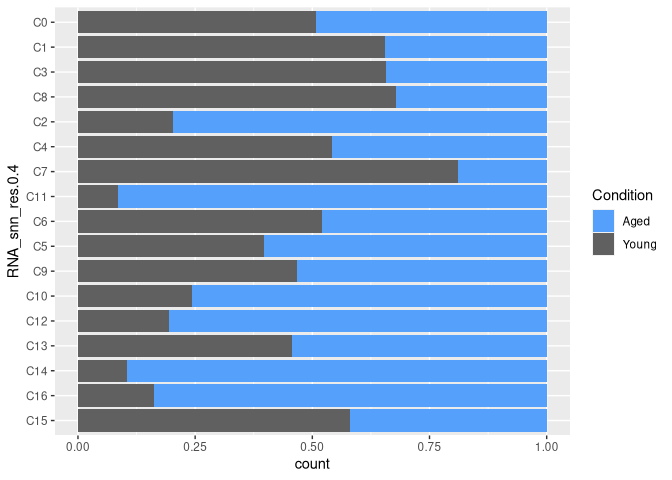 C0
C1
C3
C8
C2
C4
C7
C11
C6
C5
C9
C10
C12
C13
C14
C16
C15
RNA_snn_res.0.4
0.00 0.25 0.50 0.75 1.00
count
Condition
Aged
Young